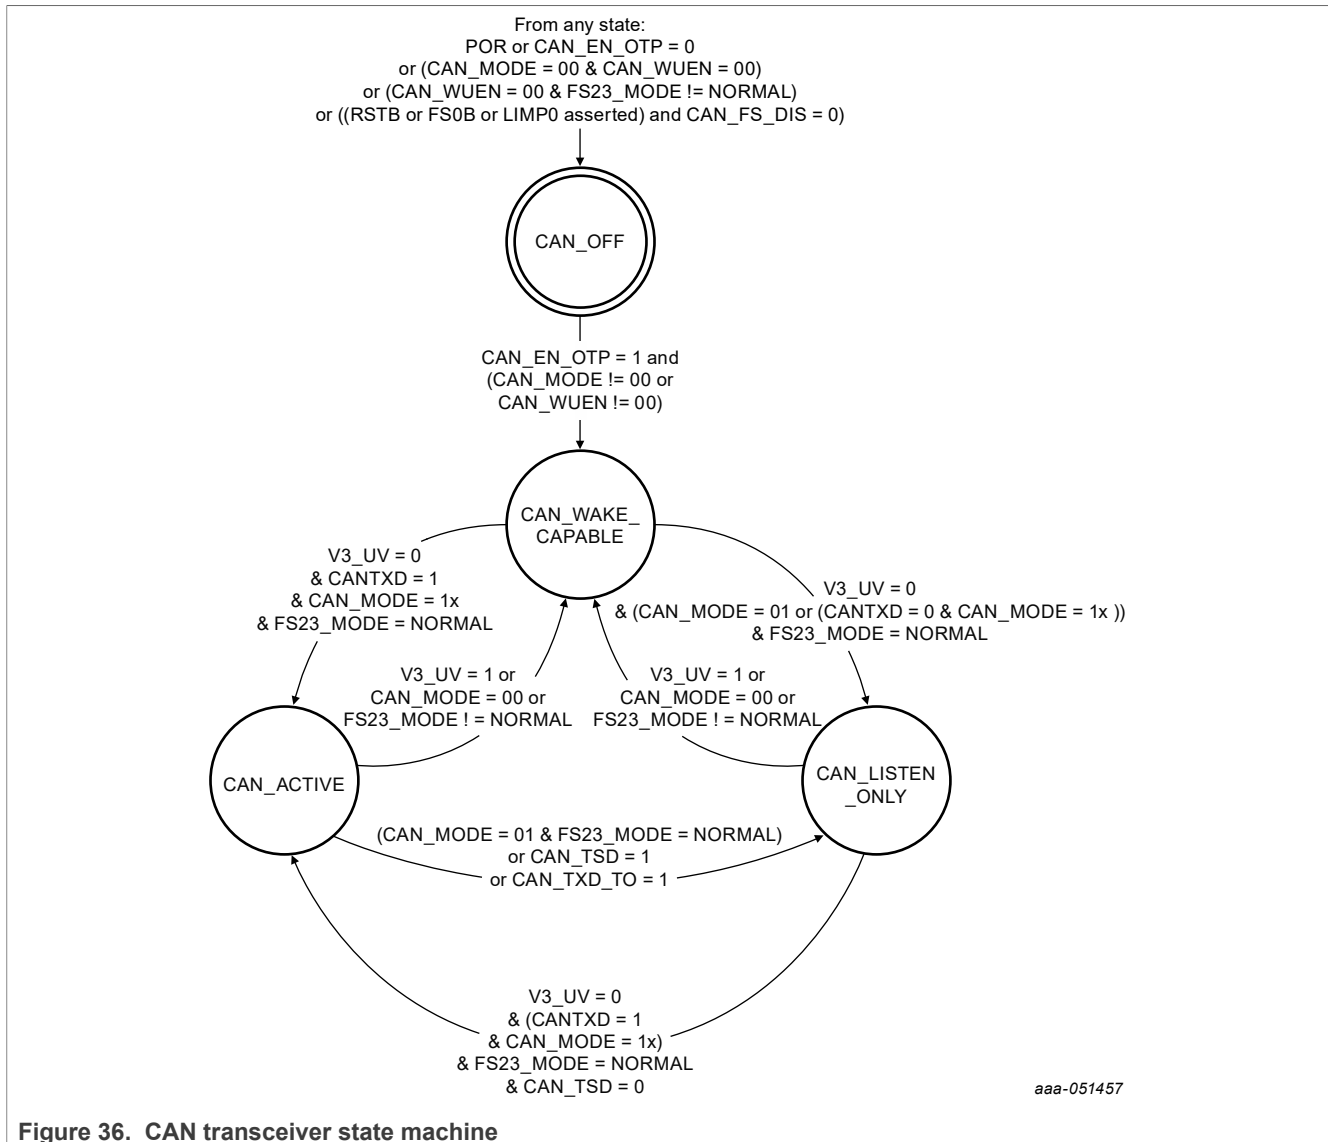 From any state:
POR or CAN_EN_OTP = 0
or (CAN_MODE = 00 & CAN_WUEN = 00)
or (CAN_WUEN = 00 & FS23_MODE != NORMAL)
or ((RSTB or FS0B or LIMP0 asserted) and CAN_FS_DIS = 0)
CAN_OFF
CAN_EN_OTP = 1 and
(CAN_MODE != 00 or
CAN_WUEN != 00)
CAN_WAKE_
CAPABLE
V3_UV = 0
& CANTXD = 1
& CAN_MODE = 1x
& FS23_MODE = NORMAL
V3_UV = 0
& (CAN_MODE = 01 or (CANTXD = 0 & CAN_MODE = 1x ))
& FS23_MODE = NORMAL
V3_UV = 1 or
CAN_MODE = 00 or
FS23_MODE ! = NORMAL
V3_UV = 1 or
CAN_MODE = 00 or
FS23_MODE ! = NORMAL
CAN_ACTIVE
CAN_LISTEN
_ONLY
(CAN_MODE = 01 & FS23_MODE = NORMAL)
or CAN_TSD = 1
or CAN_TXD_TO = 1
V3_UV = 0
& (CANTXD = 1
& CAN_MODE = 1x)
& FS23_MODE = NORMAL
& CAN_TSD = 0
aaa-051457
Figure 36. CAN transceiver state machine